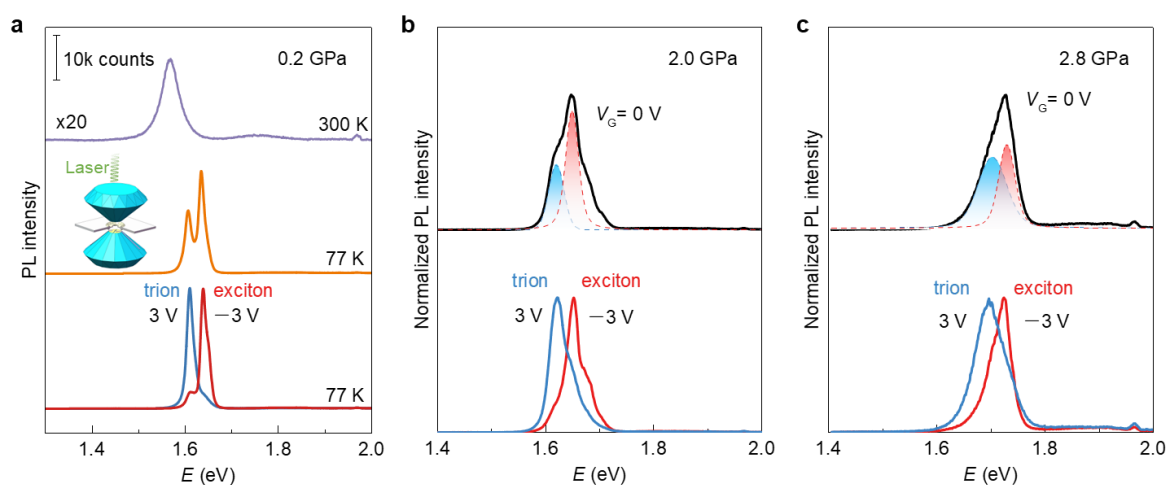 a
10k counts
0.2 GPa
x20
300 K
Laser
77 K
trion
exciton
3 V
—3 V
77 K
PL intensity
1.4
1.6
1.8
2.0
E (eV)
b
2.0 GPa
VG= 0 V
trion
exciton
3 V
—3 V
Normalized PL intensity
1.4
1.6
1.8
2.0
E (eV)
c
2.8 GPa
VG= 0 V
trion
exciton
3 V
—3 V
Normalized PL intensity
1.4
1.6
1.8
2.0
E (eV)